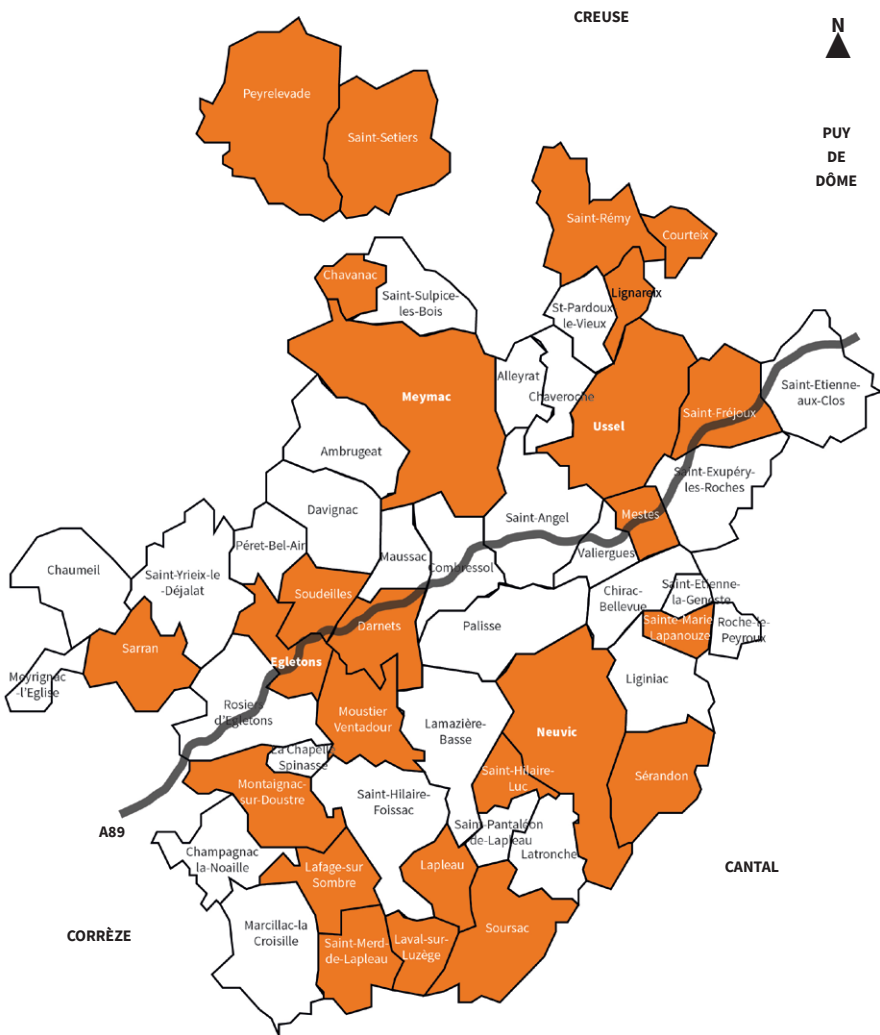 CREUSE
N
Peyrelevade
PUY
DE
DÔME
Saint-Setiers
Saint-Rémy
Courteix
Chavanac
Lignareix
Saint-Sulpice-
les-Bois
St-Pardoux
le-Vieux
Alleyrat
Saint-Etienne-
aux-Clos
Meymac
Chaveroche
Saint-Fréjoux
Ussel
Ambrugeat
Saint-Exupéry-
les-Roches
Davignac
Saint-Angel
Mestes
Péret-Bel-Air
Maussac
Valiergues
Chaumeil
Saint-Yrieix-le
-Déjalat
Combressol
Saint-Etienne-
la-Geneste
Soudeilles
Chirac-
Bellevue
Sainte-Marie
Lapanouze
Roche-le-
Peyroux
Darnets
Palisse
Sarran
Egletons
Meyrignac
-l'Eglise
Liginiac
Rosiers
d'Egletons
Moustier
Ventadour
Lamazière-
Basse
Neuvic
La Chapelle
Spinasse
Saint-Hilaire-
Luc
Sérandon
Montaignac-
sur-Doustre
Saint-Hilaire-
Foissac
A89
Saint-Pantaléon
de-Lapleau
Champagnac
la-Noaille
Latronche
Lafage-sur
Sombre
Lapleau
CANTAL
CORRÈZE
Marcillac-la
Croisille
Soursac
Saint-Merd-
de-Lapleau
Laval-sur-
Luzège